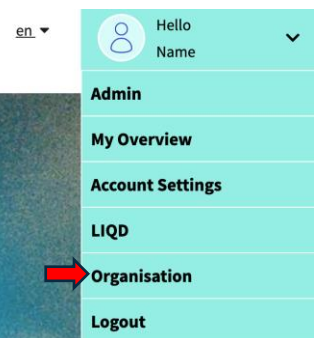 en
Hello
Name
Admin
My Overview
Account Settings
LIQD
Organisation
Logout